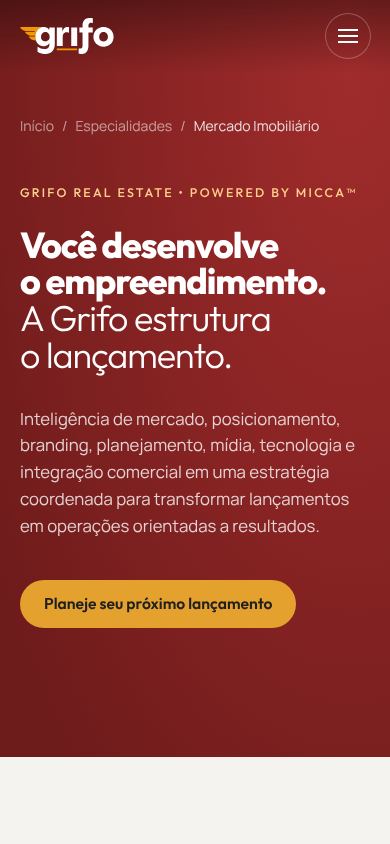 grifo
Início / Especialidades / Mercado Imobiliário
GRIFO REAL ESTATE • POWERED BY MICCA™
Você desenvolve
o empreendimento.
A Grifo estrutura
o lançamento.
Inteligência de mercado, posicionamento,
branding, planejamento, mídia, tecnologia e
integração comercial em uma estratégia
coordenada para transformar lançamentos
em operações orientadas a resultados.
Planeje seu próximo lançamento